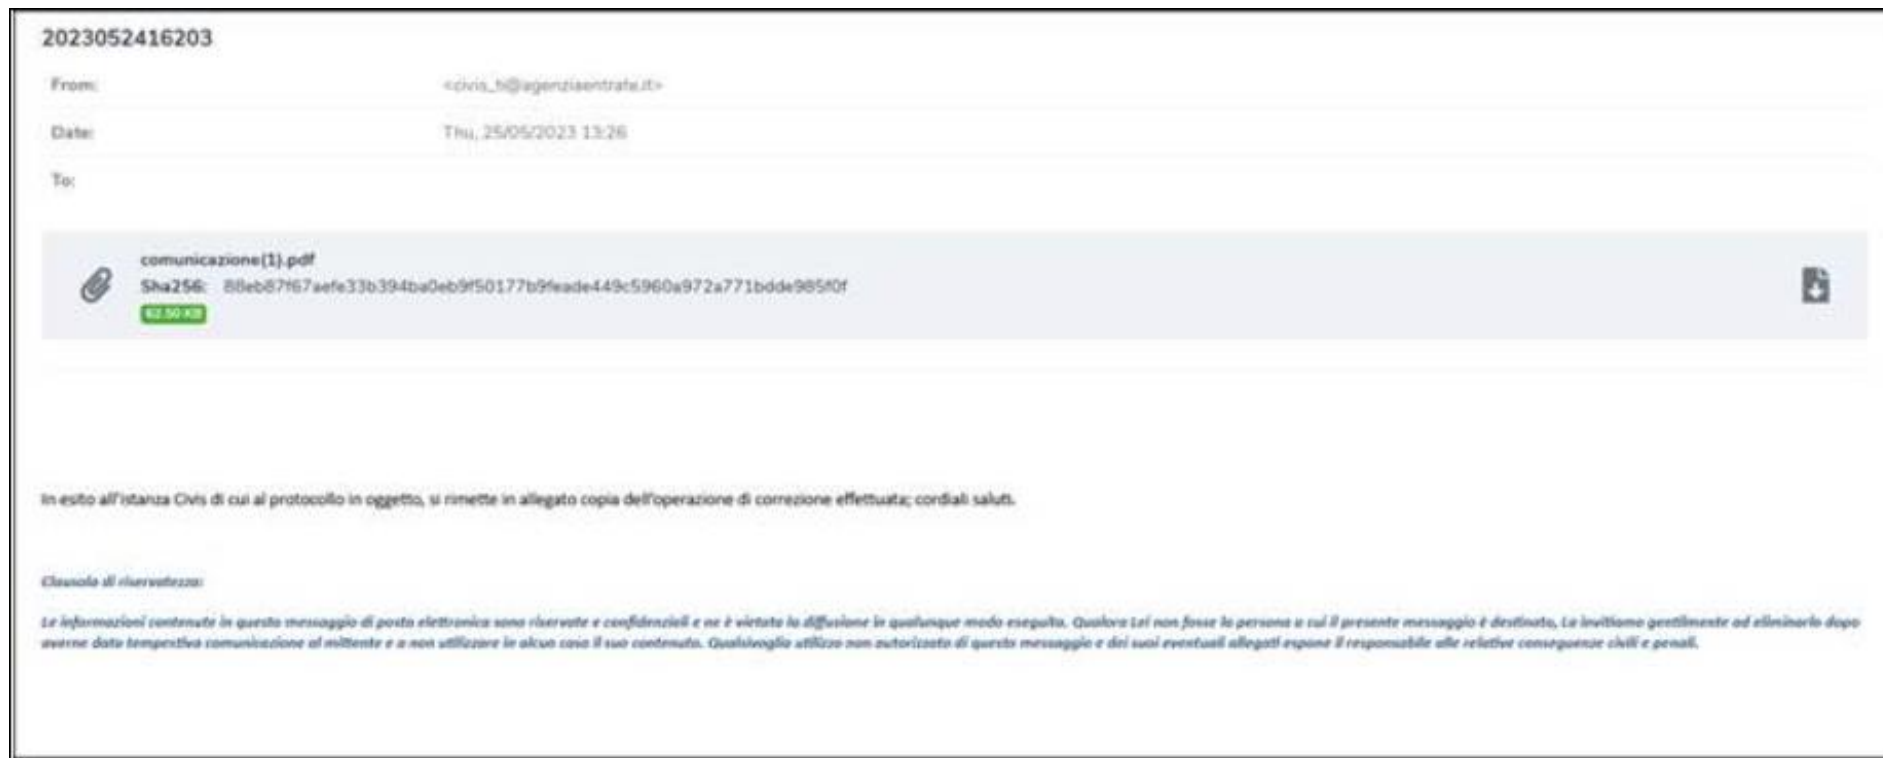 2023052416203
From: <civis_ti@agenziaentrate.it>
Date: Thu, 25/05/2023 13:26
To:
comunicazione(1).pdf
Sha256: 88eb87f67aefe33b394ba0eb9f50177b9feade449c5960a972a771bdde985f0f
62.50 KB
In esito all'istanza Civis di cui al protocollo in oggetto, si rimette in allegato copia dell'operazione di correzione effettuata; cordiali saluti.
Clausola di riservatezza:
Le informazioni contenute in questo messaggio di posta elettronica sono riservate e confidenziali e ne è vietata la diffusione in qualunque modo eseguita. Qualora Lei non fosse la persona a cui il presente messaggio è destinato, La invitiamo gentilmente ad eliminarlo dopo
averne dato tempestiva comunicazione al mittente e a non utilizzare in alcun caso il suo contenuto. Qualsivoglia utilizzo non autorizzato di questo messaggio e dei suoi eventuali allegati espone il responsabile alle relative conseguenze civili e penali.